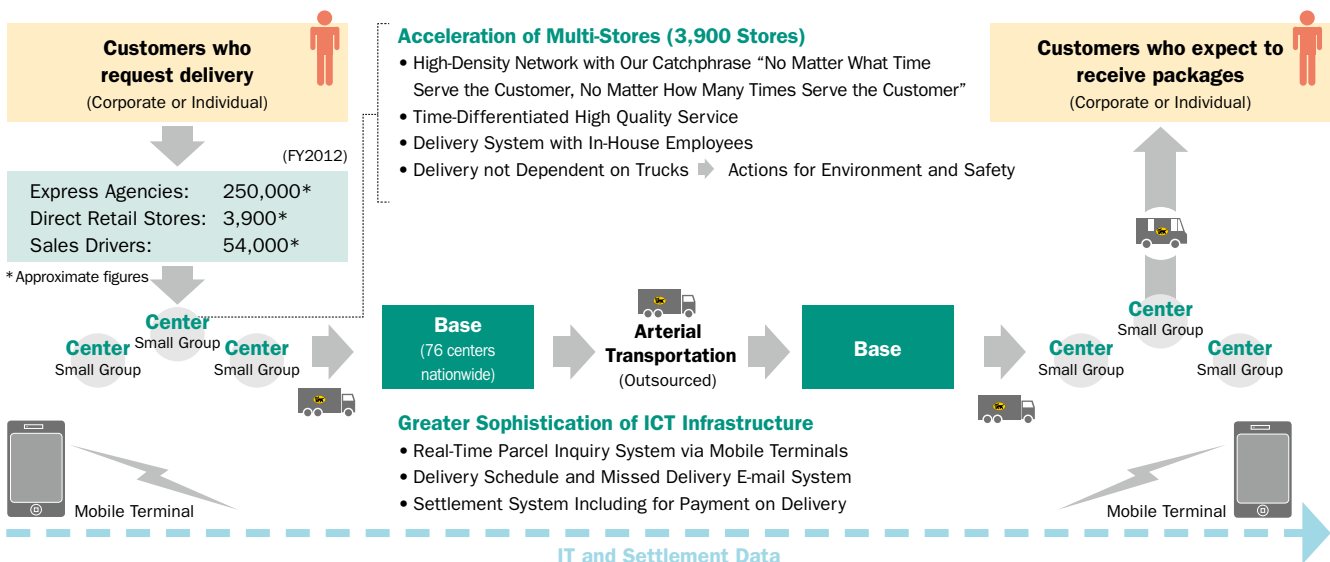 Customers who
request delivery
(Corporate or Individual)
(FY2012)
Express Agencies: 250,000*
Direct Retail Stores: 3,900*
Sales Drivers: 54,000*
* Approximate figures
Acceleration of Multi-Stores (3,900 Stores)
• High-Density Network with Our Catchphrase “No Matter What Time
Serve the Customer, No Matter How Many Times Serve the Customer”
• Time-Differentiated High Quality Service
• Delivery System with In-House Employees
• Delivery not Dependent on Trucks Actions for Environment and Safety
Customers who expect to
receive packages
(Corporate or Individual)
Center
Small Group
Center
Small Group
Center
Small Group
Base
(76 centers
nationwide)
Arterial
Transportation
(Outsourced)
Base
Center
Small Group
Center
Small Group
Center
Small Group
Greater Sophistication of ICT Infrastructure
• Real-Time Parcel Inquiry System via Mobile Terminals
• Delivery Schedule and Missed Delivery E-mail System
• Settlement System Including for Payment on Delivery
Mobile Terminal
Mobile Terminal
IT and Settlement Data